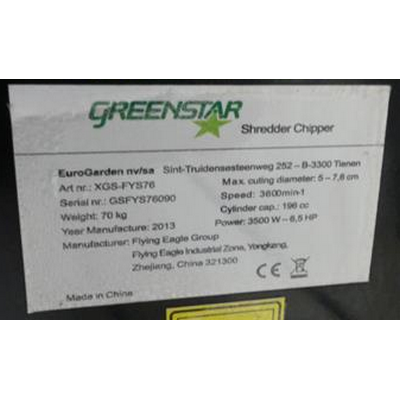 GREENSTAR
Shredder Chipper
EuroGarden nv/sa Sint-Truidensesteenweg 252 – B-3300 Tienen
Art nr.: XGS-FYS76 Max. cuting diameter: 5 – 7,6 cm
Serial nr.: GSFYS76090 Speed: 3600min-1
Weight: 70 kg Cylinder cap.: 196 cc
Year Manufacture: 2013 Power: 3500 W – 6,5 HP
Manufacturer: Flying Eagle Group
Flying Eagle Industrial Zone, Yongkang,
Zhejiang, China 321300
CE
Made in China